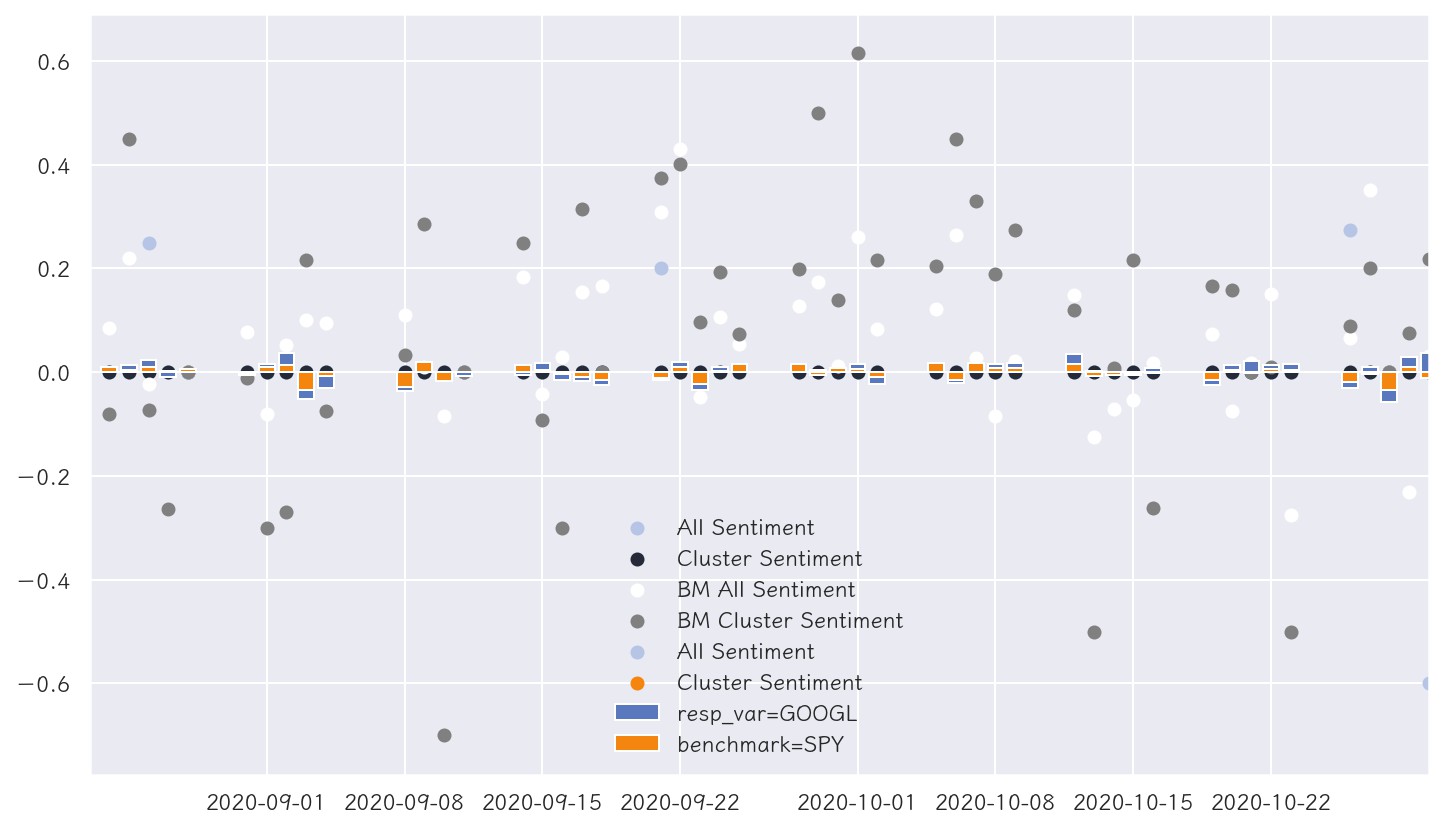 0.6
0.4
0.2
0.0
−0.2
−0.4
−0.6
All Sentiment
Cluster Sentiment
BM All Sentiment
BM Cluster Sentiment
All Sentiment
Cluster Sentiment
resp_var=GOOGL
benchmark=SPY
2020-09-01 2020-09-08 2020-09-15 2020-09-22 2020-10-01 2020-10-08 2020-10-15 2020-10-22